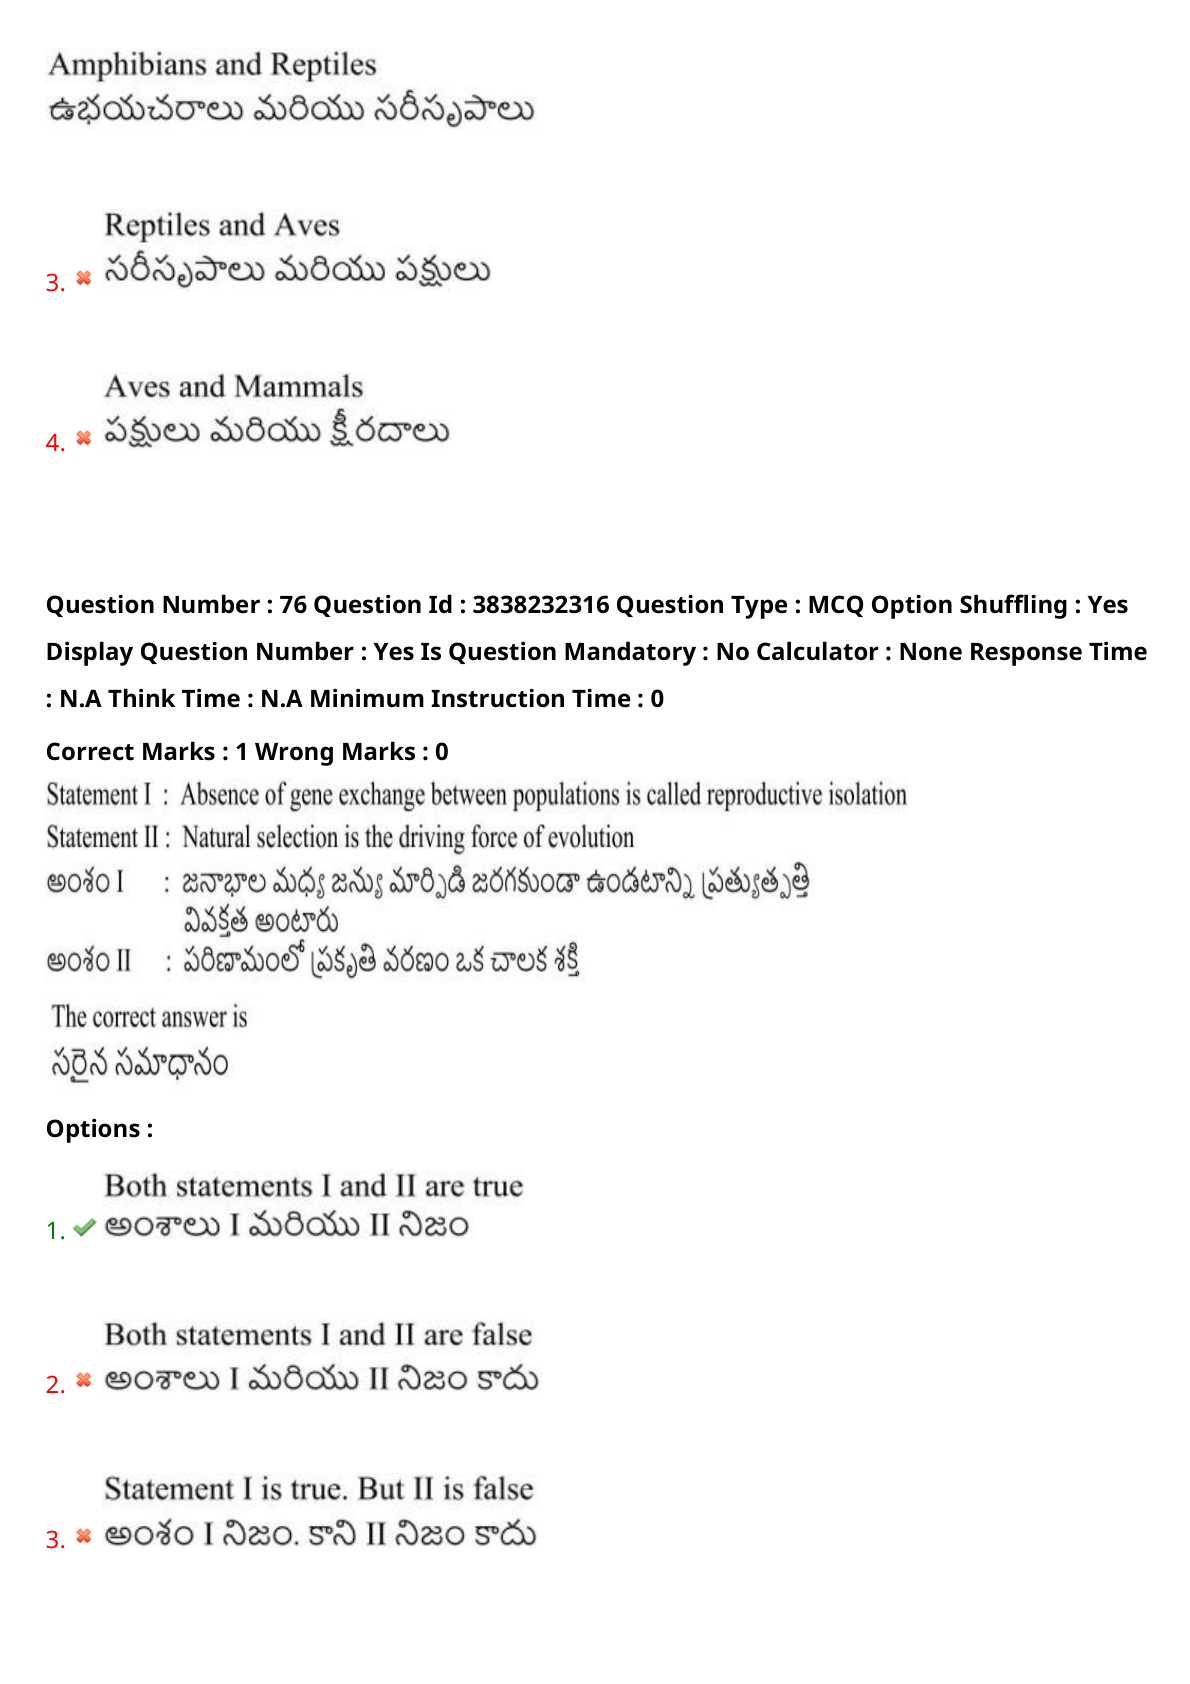 Amphibians and Reptiles
ఉభయచరాలు మరియు సరీసృపాలు
Reptiles and Aves
3. సరీసృపాలు మరియు పక్షులు
Aves and Mammals
4. పక్షులు మరియు క్షీరదాలు
Question Number : 76 Question Id : 3838232316 Question Type : MCQ Option Shuffling : Yes
Display Question Number : Yes Is Question Mandatory : No Calculator : None Response Time
: N.A Think Time : N.A Minimum Instruction Time : 0
Correct Marks : 1 Wrong Marks : 0
Statement I : Absence of gene exchange between populations is called reproductive isolation
Statement II : Natural selection is the driving force of evolution
అంశం I : జనాభాల మధ్య జన్యు మార్పిడి జరగకుండా ఉండటాన్ని ప్రత్యుత్పత్తి
వివక్తత అంటారు
అంశం II : పరిణామంలో ప్రకృతి వరణం ఒక చాలక శక్తి
The correct answer is
సరైన సమాధానం
Options :
Both statements I and II are true
1. అంశాలు I మరియు II నిజం
Both statements I and II are false
2. అంశాలు I మరియు II నిజం కాదు
Statement I is true. But II is false
3. అంశం I నిజం. కాని II నిజం కాదు